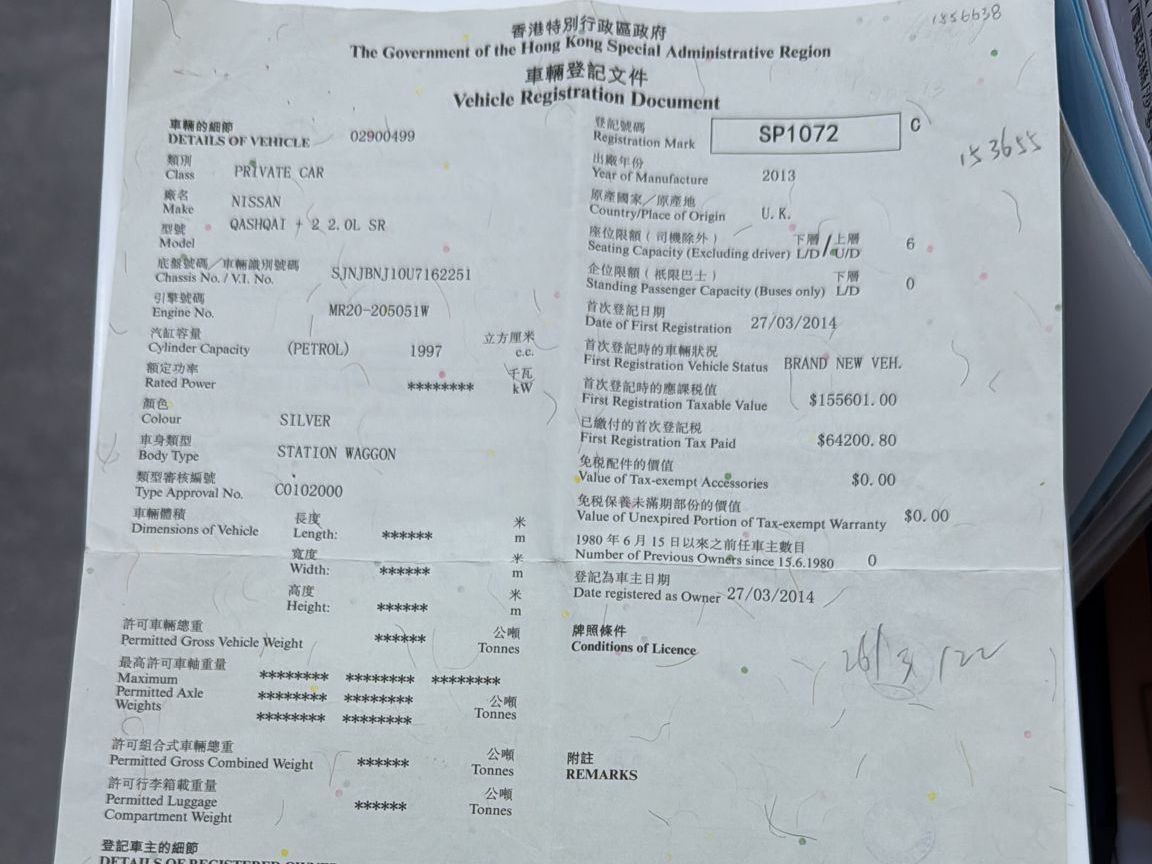 1556638
香港特別行政區政府
The Government of the Hong Kong Special Administrative Region
車輛登記文件
Vehicle Registration Document
車輛的細節
DETAILS OF VEHICLE 02900499
類別
Class PRIVATE CAR
廠名
Make NISSAN
型號
Model QASHQAI + 2 2.0L SR
底盤號碼／車輛識別號碼
Chassis No. / V.I. No. SJNJBNJ10U7162251
引擎號碼
Engine No. MR20-205051W
汽缸容量 立方厘米
Cylinder Capacity (PETROL) 1997 c.c.
額定功率 千瓦
Rated Power ******** kW
顏色
Colour SILVER
車身類型
Body Type STATION WAGGON
類型審核編號
Type Approval No. C0102000
車輛體積 長度 米
Dimensions of Vehicle Length: ****** m
寬度 米
Width: ****** m
高度 米
Height: ****** m
許可車輛總重 公噸
Permitted Gross Vehicle Weight ****** Tonnes
最高許可車軸重量
Maximum ******** ******** ********
Permitted Axle ******** ******** 公噸
Weights ******** ******** Tonnes
許可組合式車輛總重 公噸
Permitted Gross Combined Weight ****** Tonnes
許可行李箱載重量 公噸
Permitted Luggage ****** Tonnes
Compartment Weight
登記車主的細節
DETAILS OF REGISTERED OWNER
登記號碼
Registration Mark SP1072 C
153655
出廠年份
Year of Manufacture 2013
原產國家／原產地
Country/Place of Origin U.K.
座位限額（司機除外） 下層/上層 6
Seating Capacity (Excluding driver) L/D/U/D
企位限額（祇限巴士） 下層
Standing Passenger Capacity (Buses only) L/D 0
首次登記日期
Date of First Registration 27/03/2014
首次登記時的車輛狀況
First Registration Vehicle Status BRAND NEW VEH.
首次登記時的應課稅值
First Registration Taxable Value $155601.00
已繳付的首次登記稅
First Registration Tax Paid $64200.80
免稅配件的價值
Value of Tax-exempt Accessories $0.00
免稅保養未滿期部份的價值
Value of Unexpired Portion of Tax-exempt Warranty $0.00
1980 年 6 月 15 日以來之前任車主數目
Number of Previous Owners since 15.6.1980 0
登記為車主日期
Date registered as Owner 27/03/2014
牌照條件
Conditions of Licence
26/3/22
附註
REMARKS